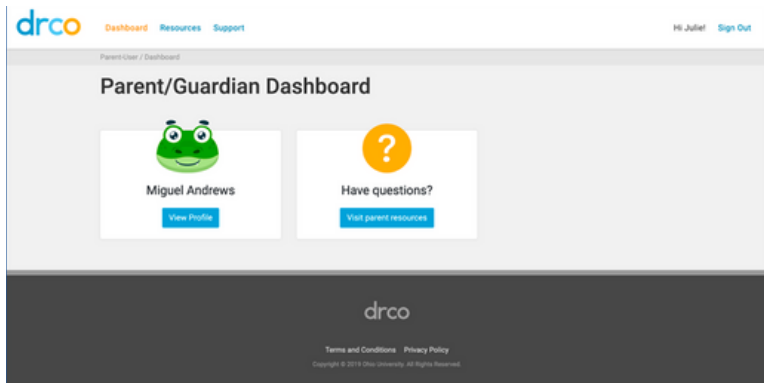 drco Dashboard Resources Support Hi Julie! Sign Out
Parent-User / Dashboard
Parent/Guardian Dashboard
?
Miguel Andrews Have questions?
View Profile Visit parent resources
drco
Terms and Conditions Privacy Policy
Copyright © 2019 Ohio University. All Rights Reserved.